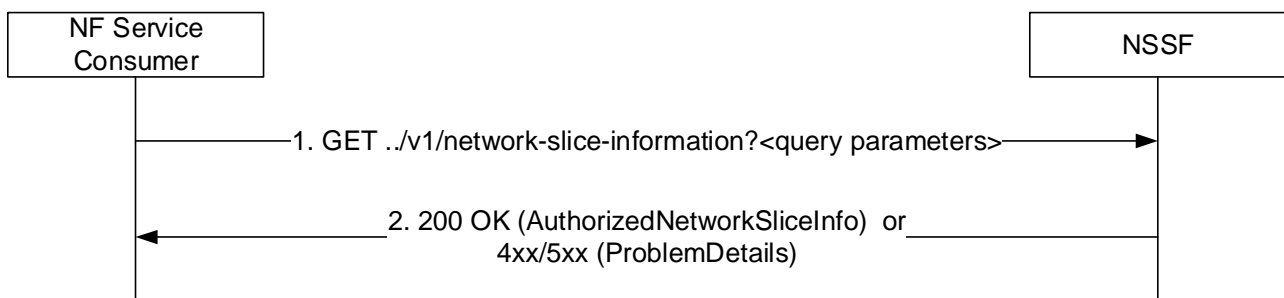 NF Service
Consumer
NSSF
1. GET ../v1/network-slice-information?<query parameters>
2. 200 OK (AuthorizedNetworkSliceInfo)  or
4xx/5xx (ProblemDetails)